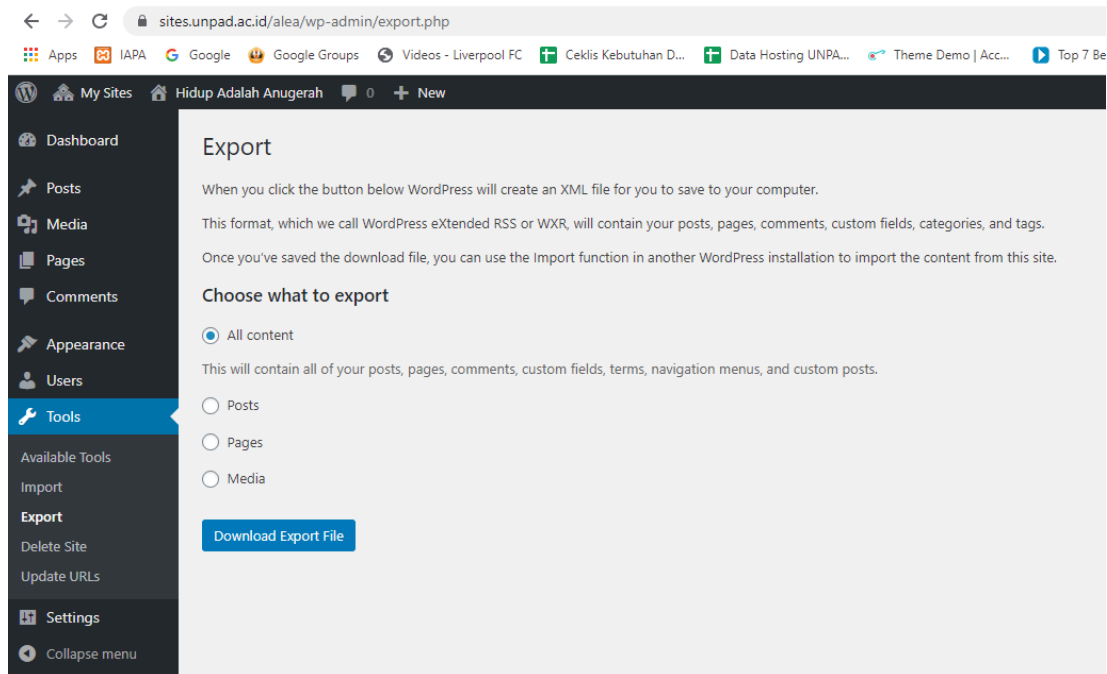 sites.unpad.ac.id/alea/wp-admin/export.php
Apps IAPA Google Google Groups Videos - Liverpool FC Ceklis Kebutuhan D... Data Hosting UNPA... Theme Demo | Acc... Top 7 Be
My Sites Hidup Adalah Anugerah 0 + New
Dashboard
Posts
Media
Pages
Comments
Appearance
Users
Tools
Available Tools
Import
Export
Delete Site
Update URLs
Settings
Collapse menu
Export
When you click the button below WordPress will create an XML file for you to save to your computer.
This format, which we call WordPress eXtended RSS or WXR, will contain your posts, pages, comments, custom fields, categories, and tags.
Once you've saved the download file, you can use the Import function in another WordPress installation to import the content from this site.
Choose what to export
All content
This will contain all of your posts, pages, comments, custom fields, terms, navigation menus, and custom posts.
Posts
Pages
Media
Download Export File